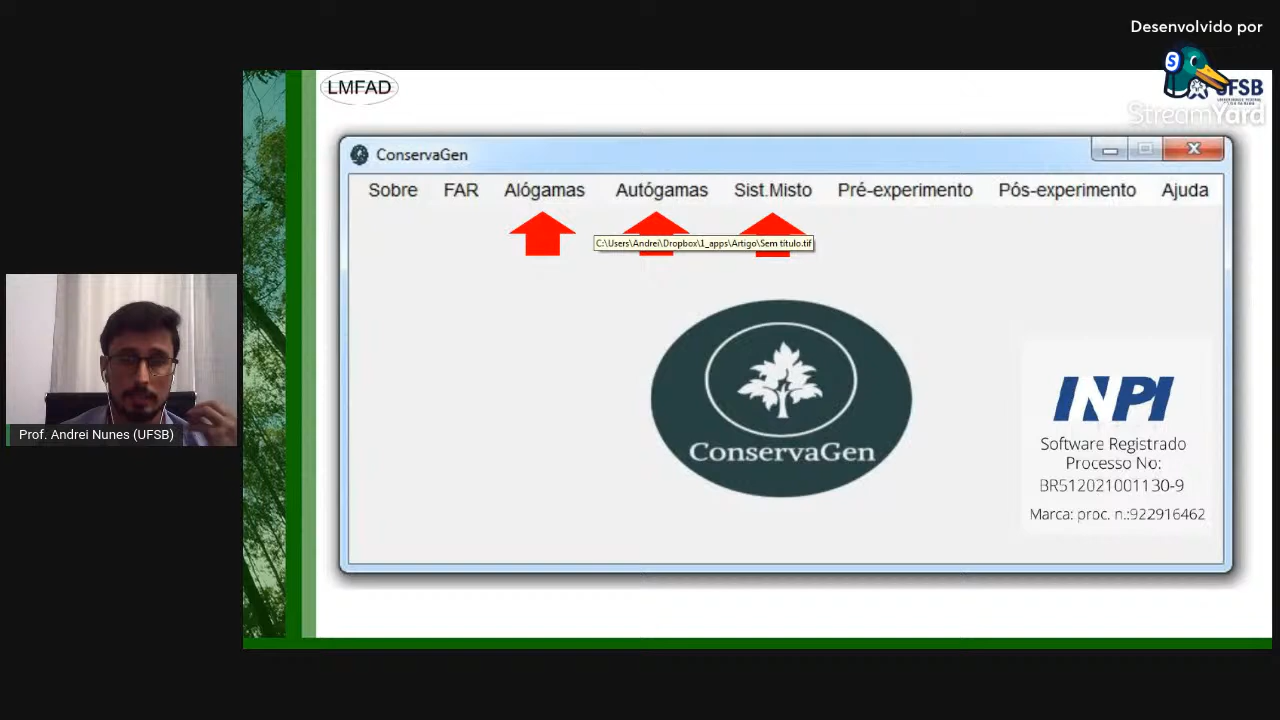 Desenvolvido por
StreamYard
LMFAD
UFSB
ConservaGen
Sobre FAR Alógamas Autógamas Sist.Misto Pré-experimento Pós-experimento Ajuda
C:\Users\Andrei\Dropbox\1_apps\Artigo\Sem título.tif
ConservaGen
INPI
Software Registrado
Processo No:
BR512021001130-9
Marca: proc. n.:922916462
Prof. Andrei Nunes (UFSB)